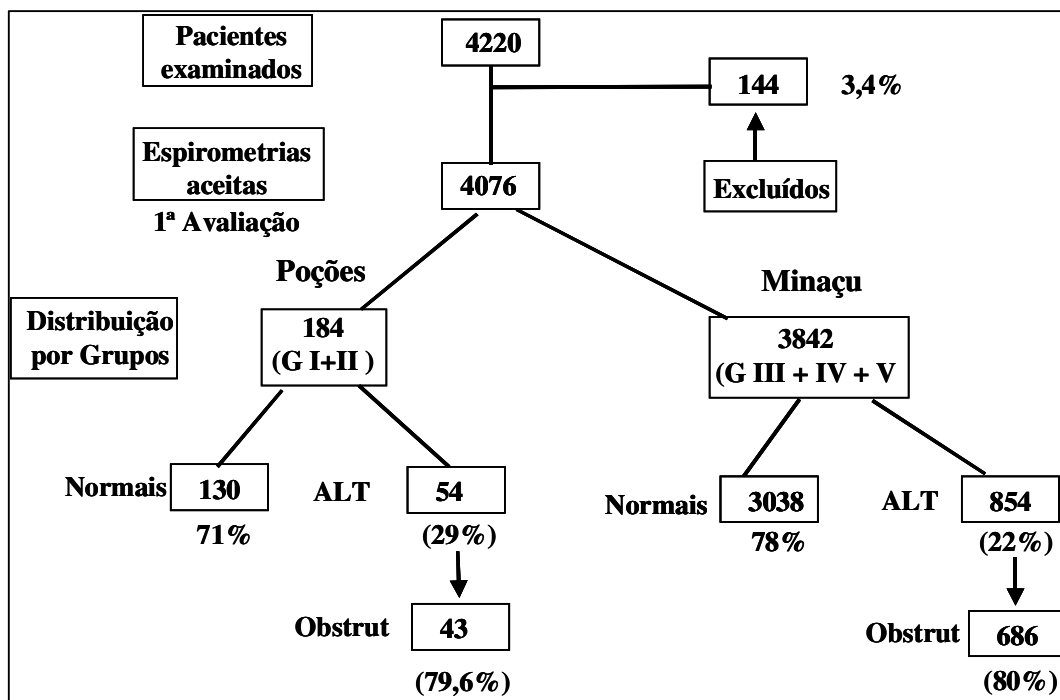 Pacientes
examinados
4220
144
3,4%
Espirometrias
aceitas
1ª Avaliação
4076
Excluídos
Poções
Minaçu
Distribuição
por Grupos
184
(G I+II )
3842
(G III + IV + V
Normais
130
71%
ALT
54
(29%)
Normais
3038
78%
ALT
854
(22%)
Obstrut
43
(79,6%)
Obstrut
686
(80%)